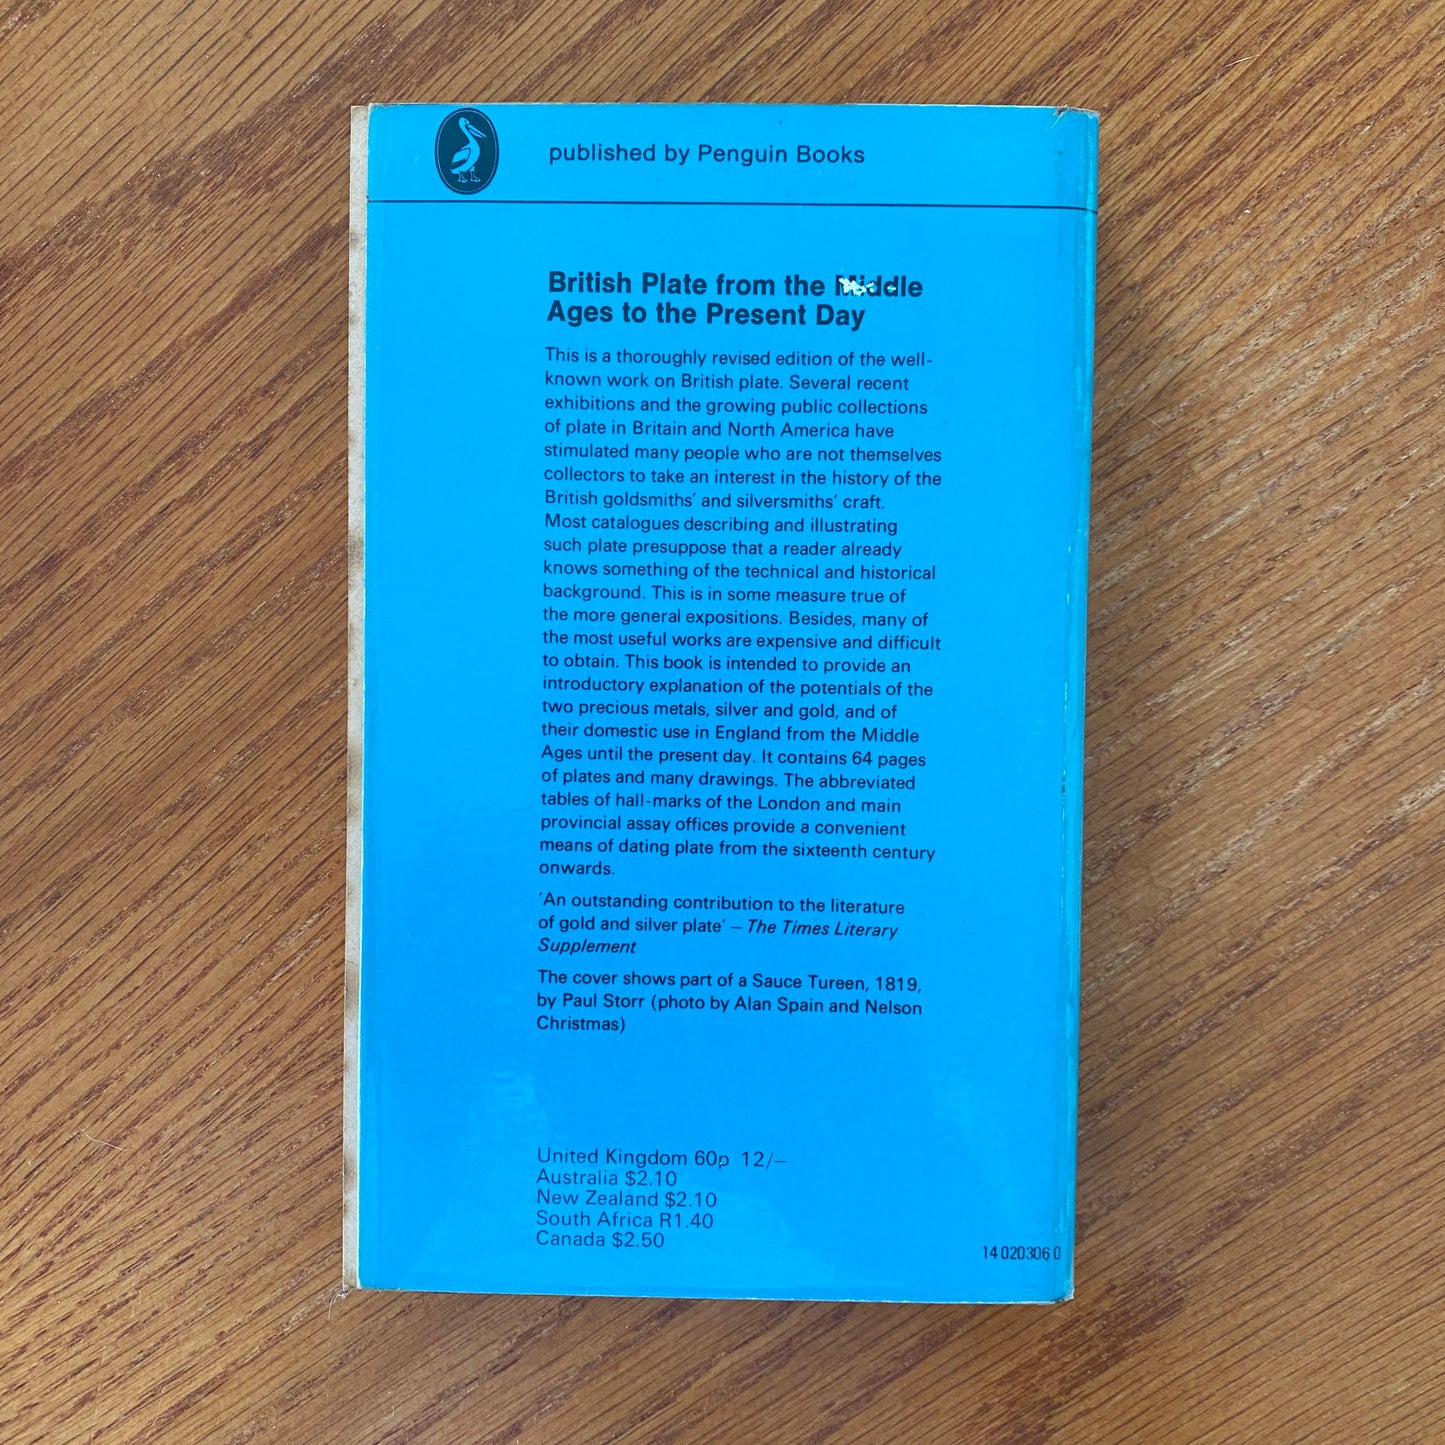 published by Penguin Books
British Plate from the Middle
Ages to the Present Day
This is a thoroughly revised edition of the well-
known work on British plate. Several recent
exhibitions and the growing public collections
of plate in Britain and North America have
stimulated many people who are not themselves
collectors to take an interest in the history of the
British goldsmiths' and silversmiths' craft.
Most catalogues describing and illustrating
such plate presuppose that a reader already
knows something of the technical and historical
background. This is in some measure true of
the more general expositions. Besides, many of
the most useful works are expensive and difficult
to obtain. This book is intended to provide an
introductory explanation of the potentials of the
two precious metals, silver and gold, and of
their domestic use in England from the Middle
Ages until the present day. It contains 64 pages
of plates and many drawings. The abbreviated
tables of hall-marks of the London and main
provincial assay offices provide a convenient
means of dating plate from the sixteenth century
onwards.
'An outstanding contribution to the literature
of gold and silver plate' – The Times Literary
Supplement
The cover shows part of a Sauce Tureen, 1819,
by Paul Storr (photo by Alan Spain and Nelson
Christmas)
United Kingdom 60p 12/–
Australia $2.10
New Zealand $2.10
South Africa R1.40
Canada $2.50
14 020306 0